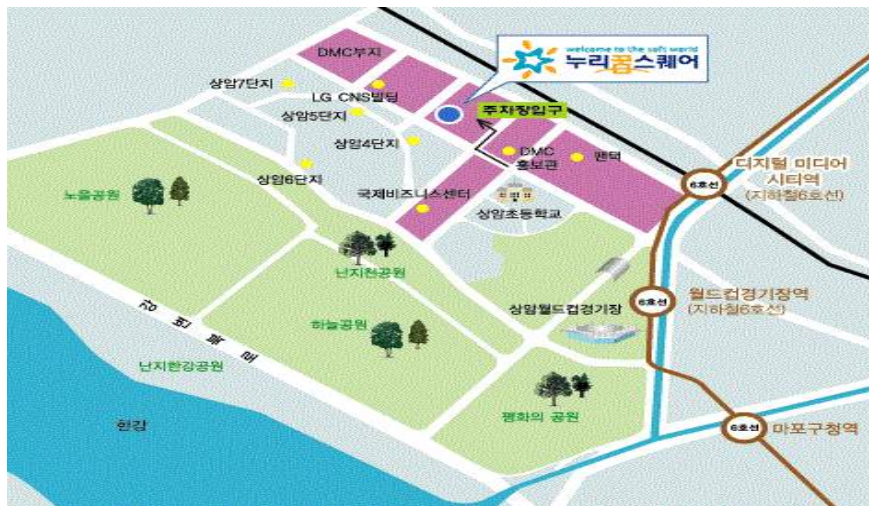 welcome to the soft world
누리꿈스퀘어
DMC부지
상암7단지
LG CNS빌딩
상암5단지
주차장입구
상암4단지
DMC
홍보관
팬택
상암6단지
국제비즈니스센터
상암초등학교
6호선
디지털 미디어
시티역
(지하철6호선)
노을공원
난지천공원
6호선
월드컵경기장역
(지하철6호선)
상암월드컵경기장
강변북로
하늘공원
난지한강공원
평화의 공원
한강
6호선
마포구청역